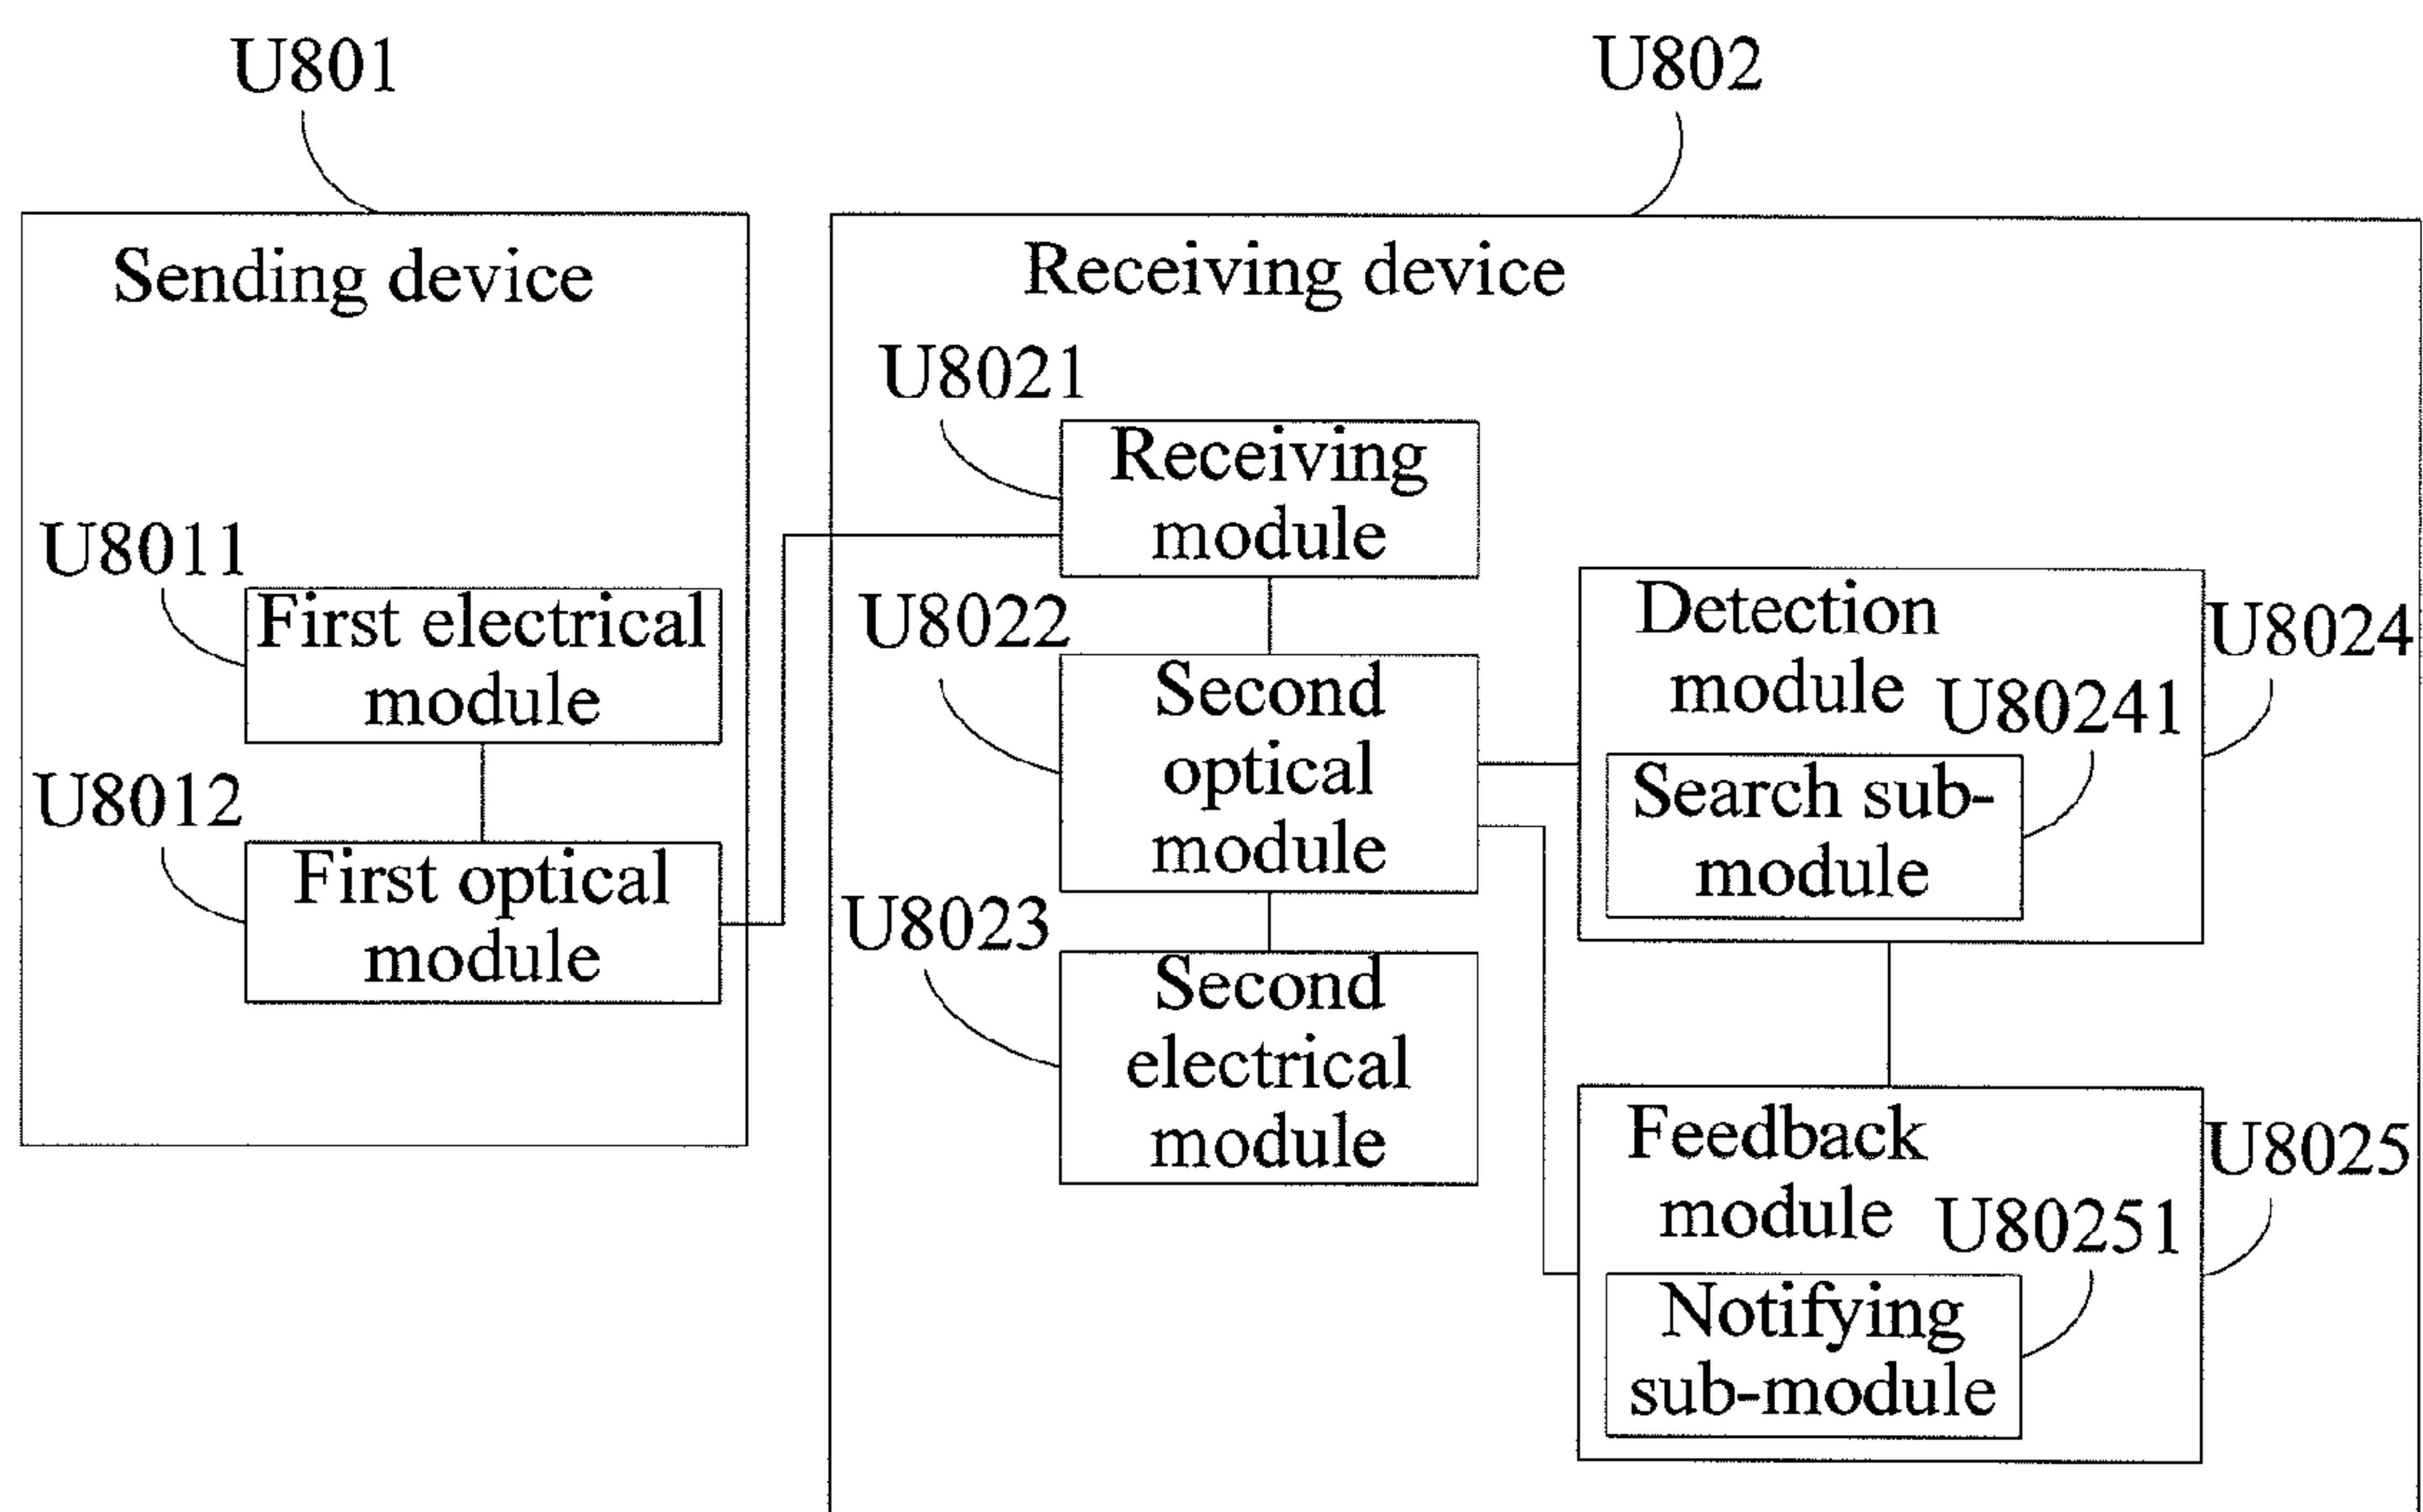 U801
U802
Sending device
Receiving device
U8011
First electrical
module
U8012
First optical
module
U8021
Receiving
module
U8022
Second
optical
module
U8023
Second
electrical
module
Detection
module
U8024
U80241
Search sub-
module
Feedback
module
U8025
U80251
Notifying
sub-module